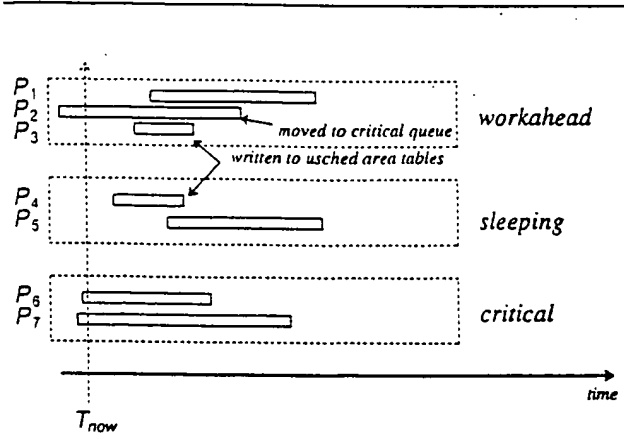 P1
P2
P3
moved to critical queue
workahead
written to usched area tables
P4
P5
sleeping
P6
P7
critical
time
Tnow